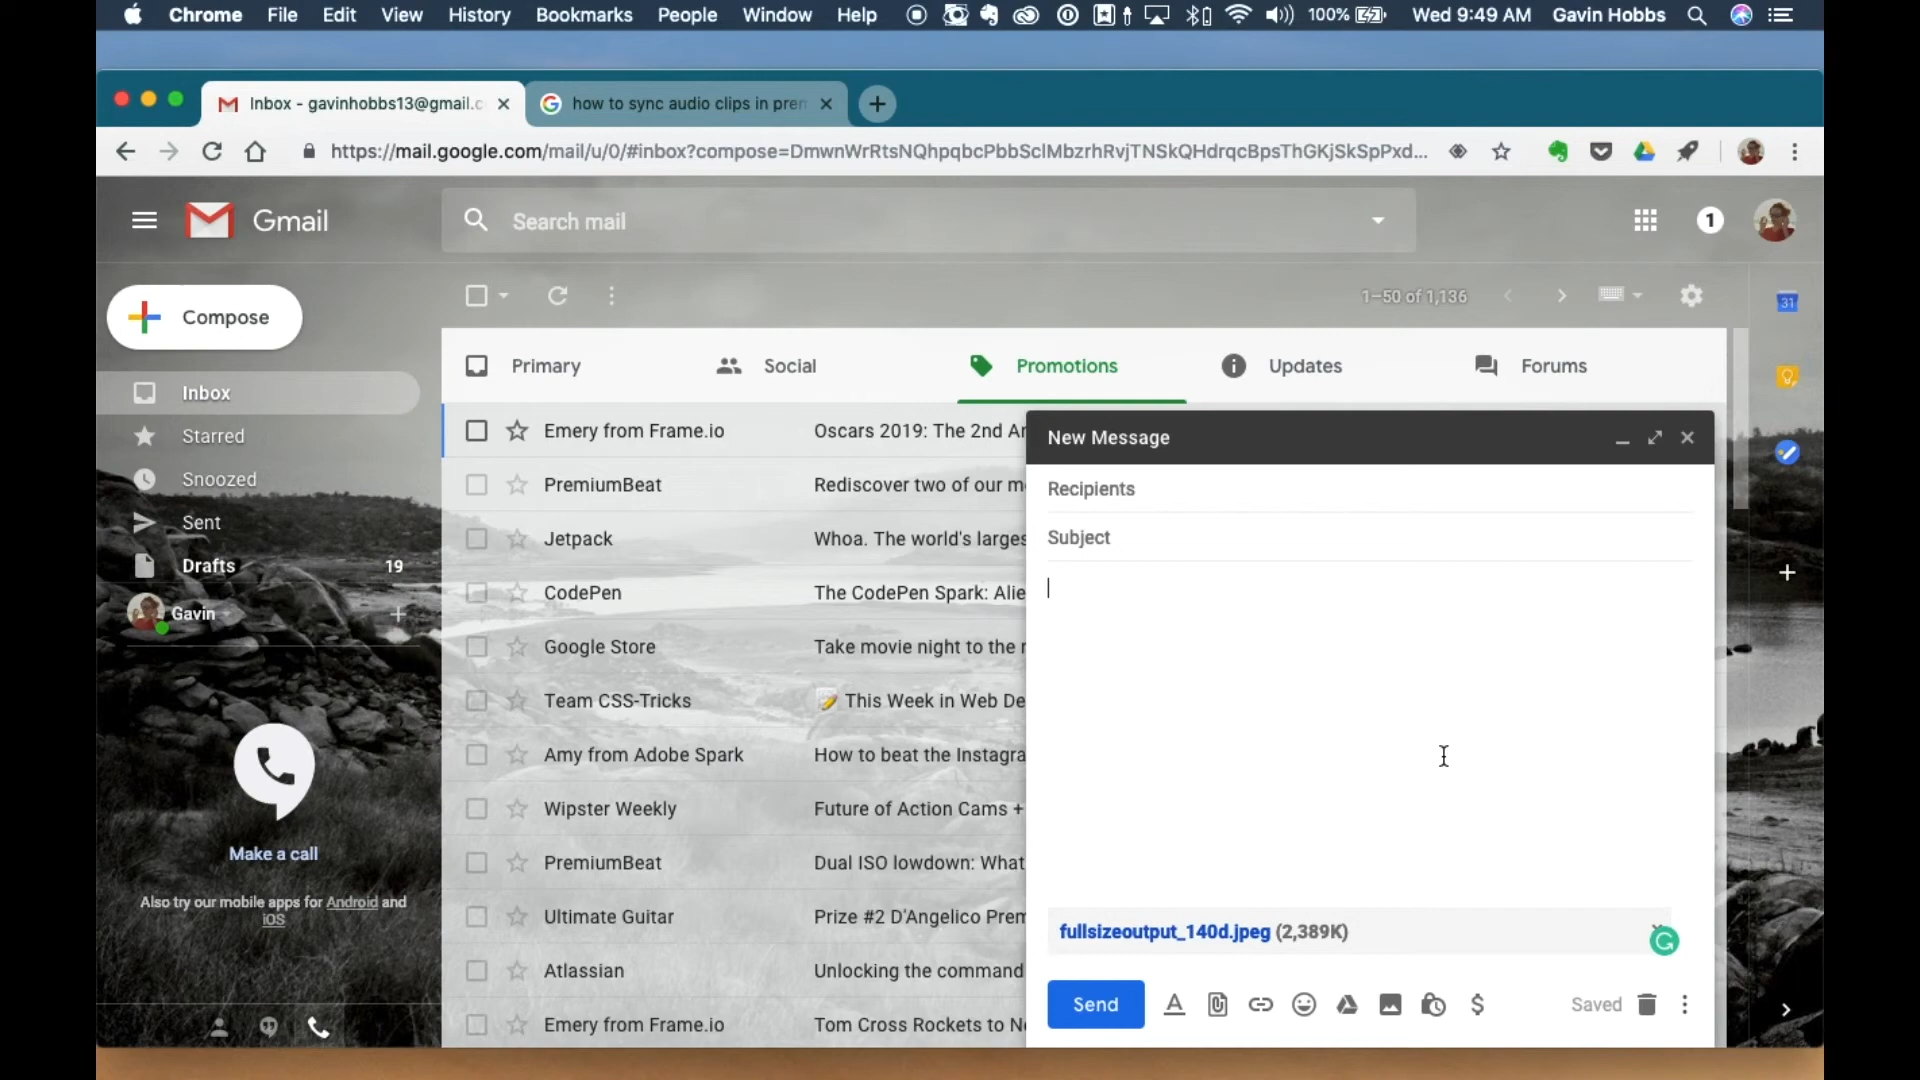 Chrome File Edit View History Bookmarks People Window Help 100% Wed 9:49 AM Gavin Hobbs
Inbox - gavinhobbs13@gmail.c
how to sync audio clips in prem
https://mail.google.com/mail/u/0/#inbox?compose=DmwnWrRtsNQhpqbcPbbSclMbzrhRvjTNSkQHdrqcBpsThGKjSkSpPxd...
Gmail
Search mail
1
Compose
1–50 of 1,136
31
Inbox
Starred
Snoozed
Sent
Drafts 19
Gavin
Make a call
Also try our mobile apps for Android and
iOS
Primary Social Promotions Updates Forums
Emery from Frame.io Oscars 2019: The 2nd An
PremiumBeat Rediscover two of our m
Jetpack Whoa. The world's larges
CodePen The CodePen Spark: Alie
Google Store Take movie night to the n
Team CSS-Tricks 📝 This Week in Web De
Amy from Adobe Spark How to beat the Instagra
Wipster Weekly Future of Action Cams +
PremiumBeat Dual ISO lowdown: What
Ultimate Guitar Prize #2 D'Angelico Prem
Atlassian Unlocking the command
Emery from Frame.io Tom Cross Rockets to Ne
New Message
Recipients
Subject
fullsizeoutput_140d.jpeg (2,389K)
Send
Saved